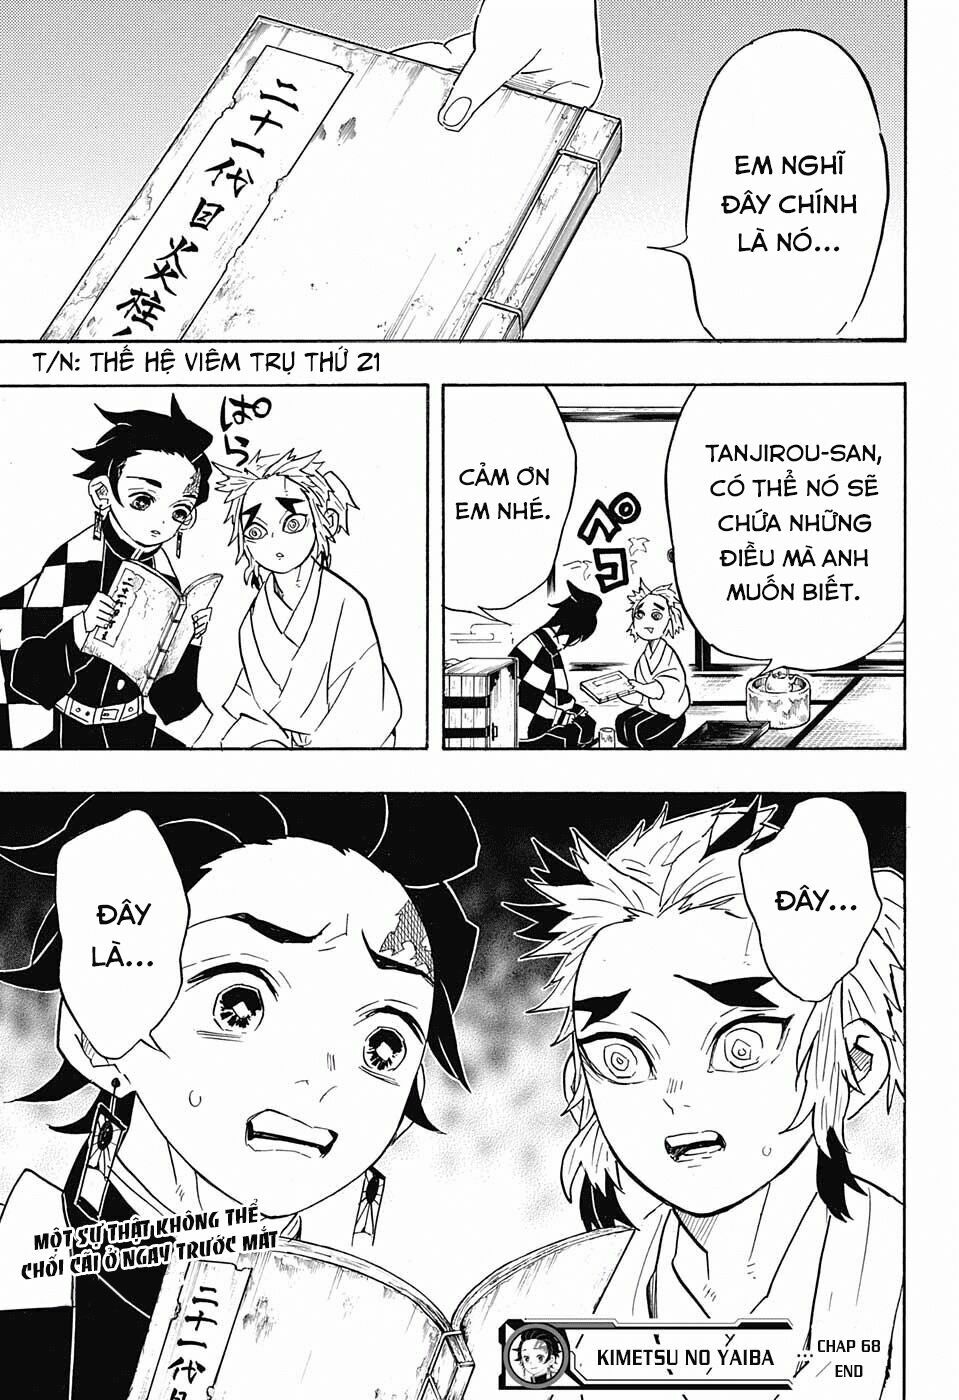 二十一代目炎柱
EM NGHĨ
ĐÂY CHÍNH
LÀ NÓ...
T/N: THẾ HỆ VIÊM TRỤ THỨ 21
TANJIROU-SAN,
CÓ THỂ NÓ SẼ
CHỨA NHỮNG
ĐIỀU MÀ ANH
MUỐN BIẾT.
CẢM ƠN
EM NHÉ.
ペコ
ぱら
ĐÂY...
ĐÂY
LÀ...
MỘT SỰ THẬT KHÔNG THỂ
CHỐI CÃI Ở NGAY TRƯỚC MẮT
二十一代目
KIMETSU NO YAIBA
...CHAP 68
/END